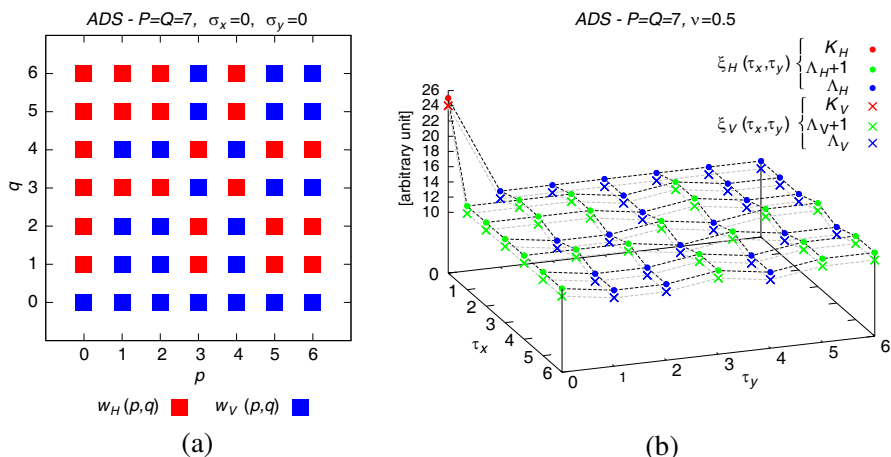 ADS - P=Q=7, σx=0, σy=0
q
6
5
4
3
2
1
0
0 1 2 3 4 5 6
p
wH(p,q) wV(p,q)
(a)
ADS - P=Q=7, ν=0.5
ξH(τx,τy) { KH
ΛH+1
ΛH
ξV(τx,τy) { KV
ΛV+1
ΛV
[arbitrary unit]
26
24
22
20
18
16
14
12
10
0
1
2
3
4
5
6
τx
0 1 2 3 4 5 6
τy
(b)